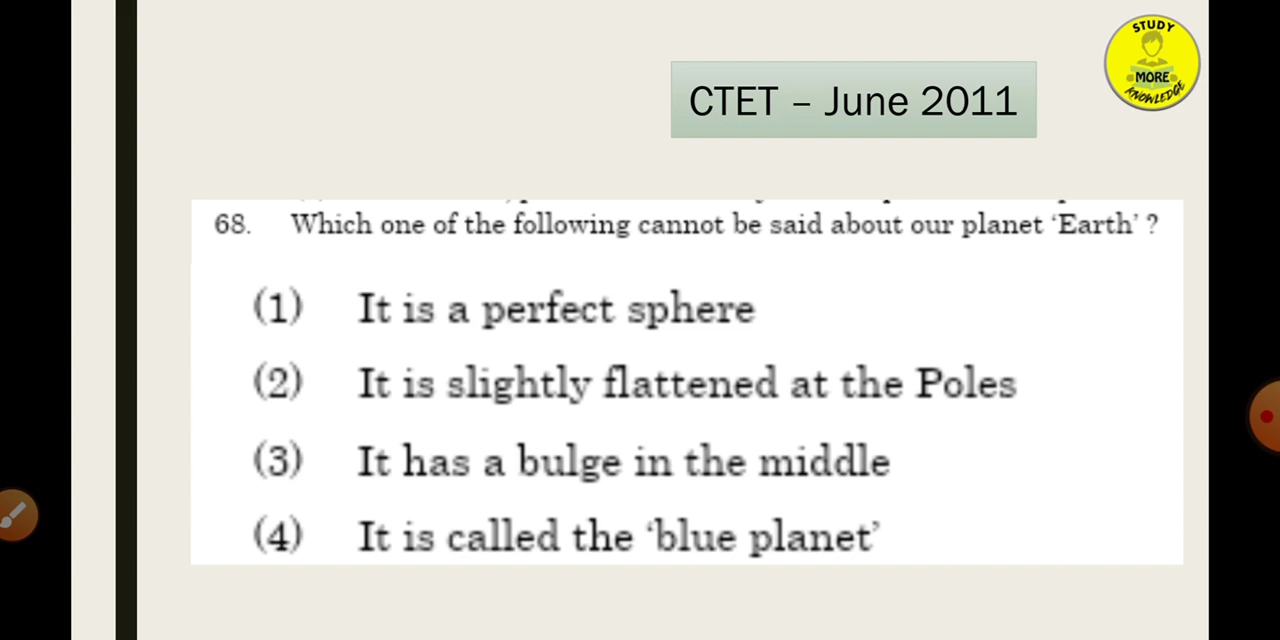 STUDY
MORE
KNOWLEDGE
CTET – June 2011
68. Which one of the following cannot be said about our planet ‘Earth’ ?
(1) It is a perfect sphere
(2) It is slightly flattened at the Poles
(3) It has a bulge in the middle
(4) It is called the ‘blue planet’